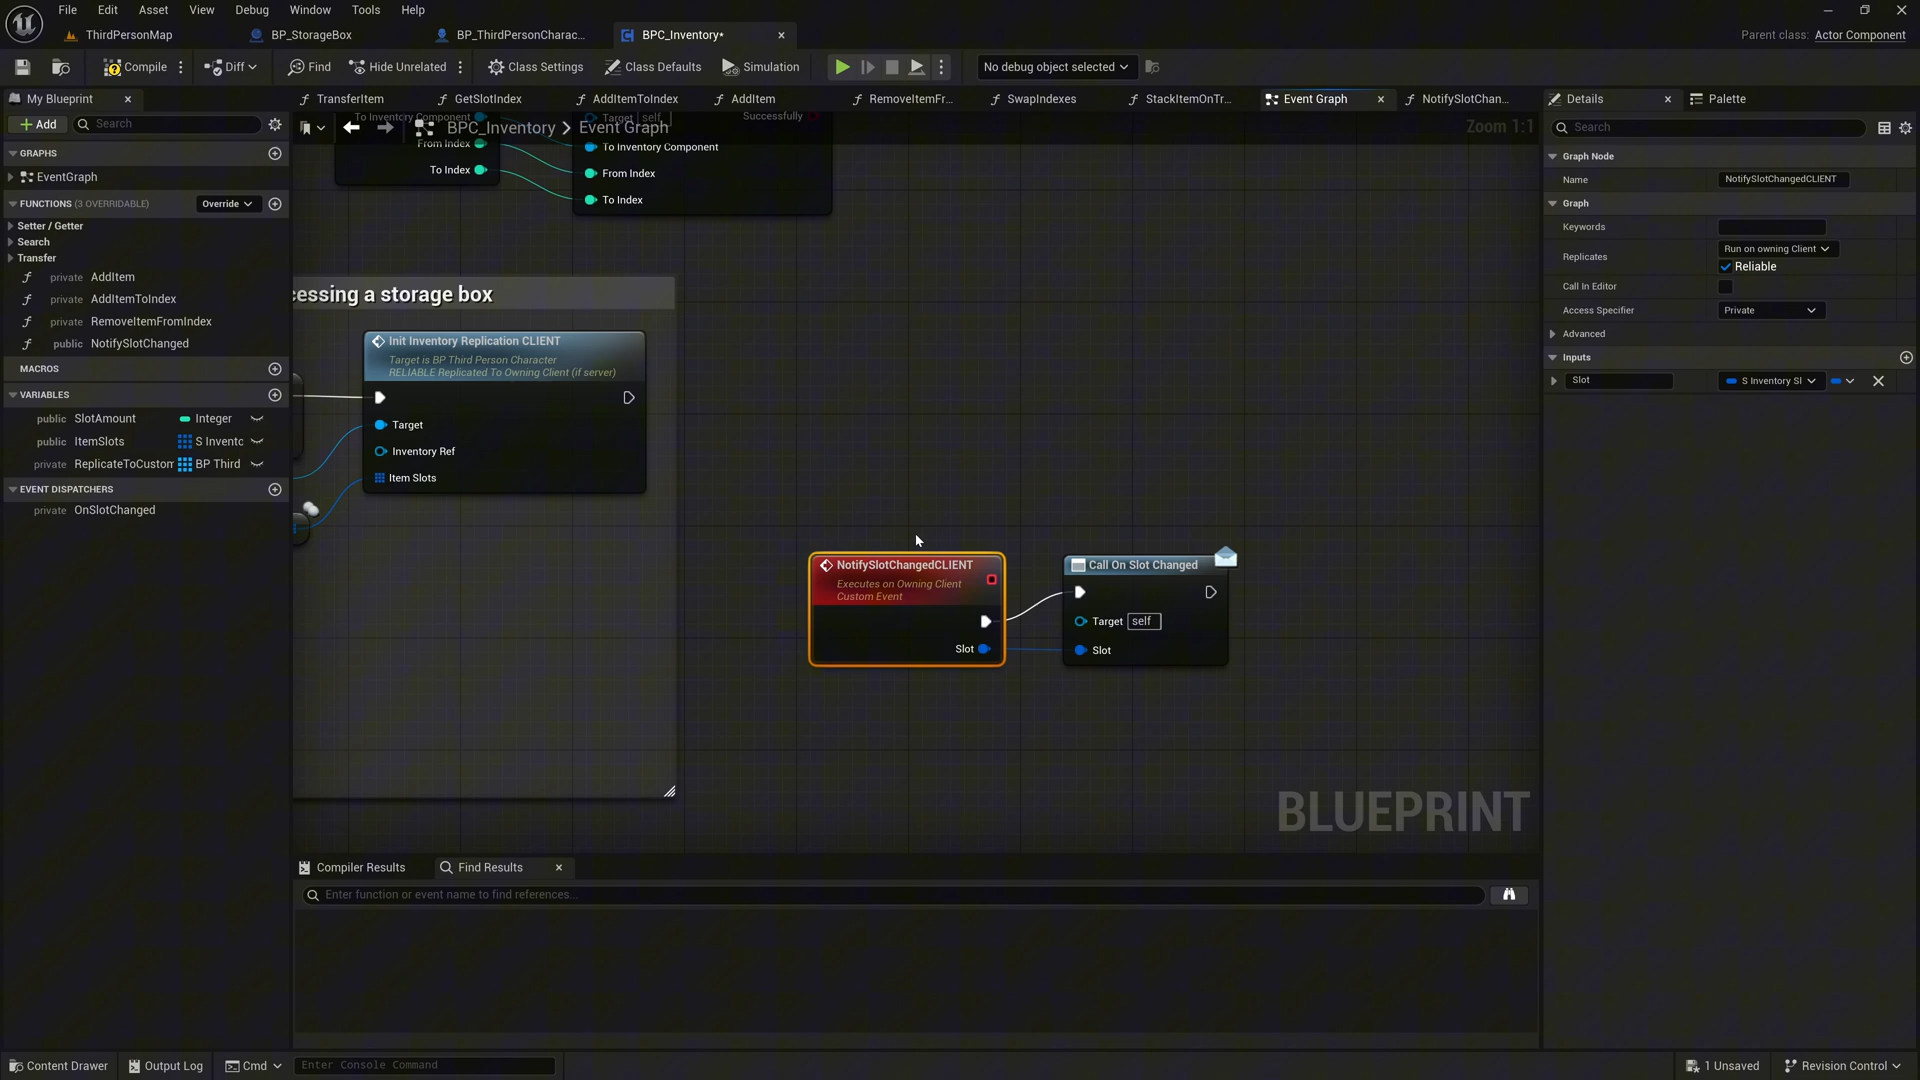 File Edit Asset View Debug Window Tools Help
ThirdPersonMap BP_StorageBox BP_ThirdPersonCharac... BPC_Inventory*
Parent class: Actor Component
Compile Diff Find Hide Unrelated Class Settings Class Defaults Simulation No debug object selected
My Blueprint
TransferItem GetSlotIndex AddItemToIndex AddItem RemoveItemFr... SwapIndexes StackItemOnTr... Event Graph NotifySlotChan...
Details Palette
Add Search
BPC_Inventory > Event Graph
Zoom 1:1
Search
GRAPHS
EventGraph
FUNCTIONS (3 OVERRIDABLE) Override
Setter / Getter
Search
Transfer
private AddItem
private AddItemToIndex
private RemoveItemFromIndex
public NotifySlotChanged
MACROS
VARIABLES
public SlotAmount Integer
public ItemSlots S Invento
private ReplicateToCustom BP Third
EVENT DISPATCHERS
private OnSlotChanged
To Inventory Component
From Index
To Index
Target self
Successfully
To Inventory Component
From Index
To Index
cessing a storage box
Init Inventory Replication CLIENT
Target is BP Third Person Character
RELIABLE Replicated To Owning Client (if server)
Target
Inventory Ref
Item Slots
NotifySlotChangedCLIENT
Executes on Owning Client
Custom Event
Slot
Call On Slot Changed
Target self
Slot
BLUEPRINT
Graph Node
Name NotifySlotChangedCLIENT
Graph
Keywords
Replicates Run on owning Client
Reliable
Call In Editor
Access Specifier Private
Advanced
Inputs
Slot S Inventory Sl
Compiler Results Find Results
Enter function or event name to find references...
Content Drawer Output Log Cmd Enter Console Command
1 Unsaved Revision Control